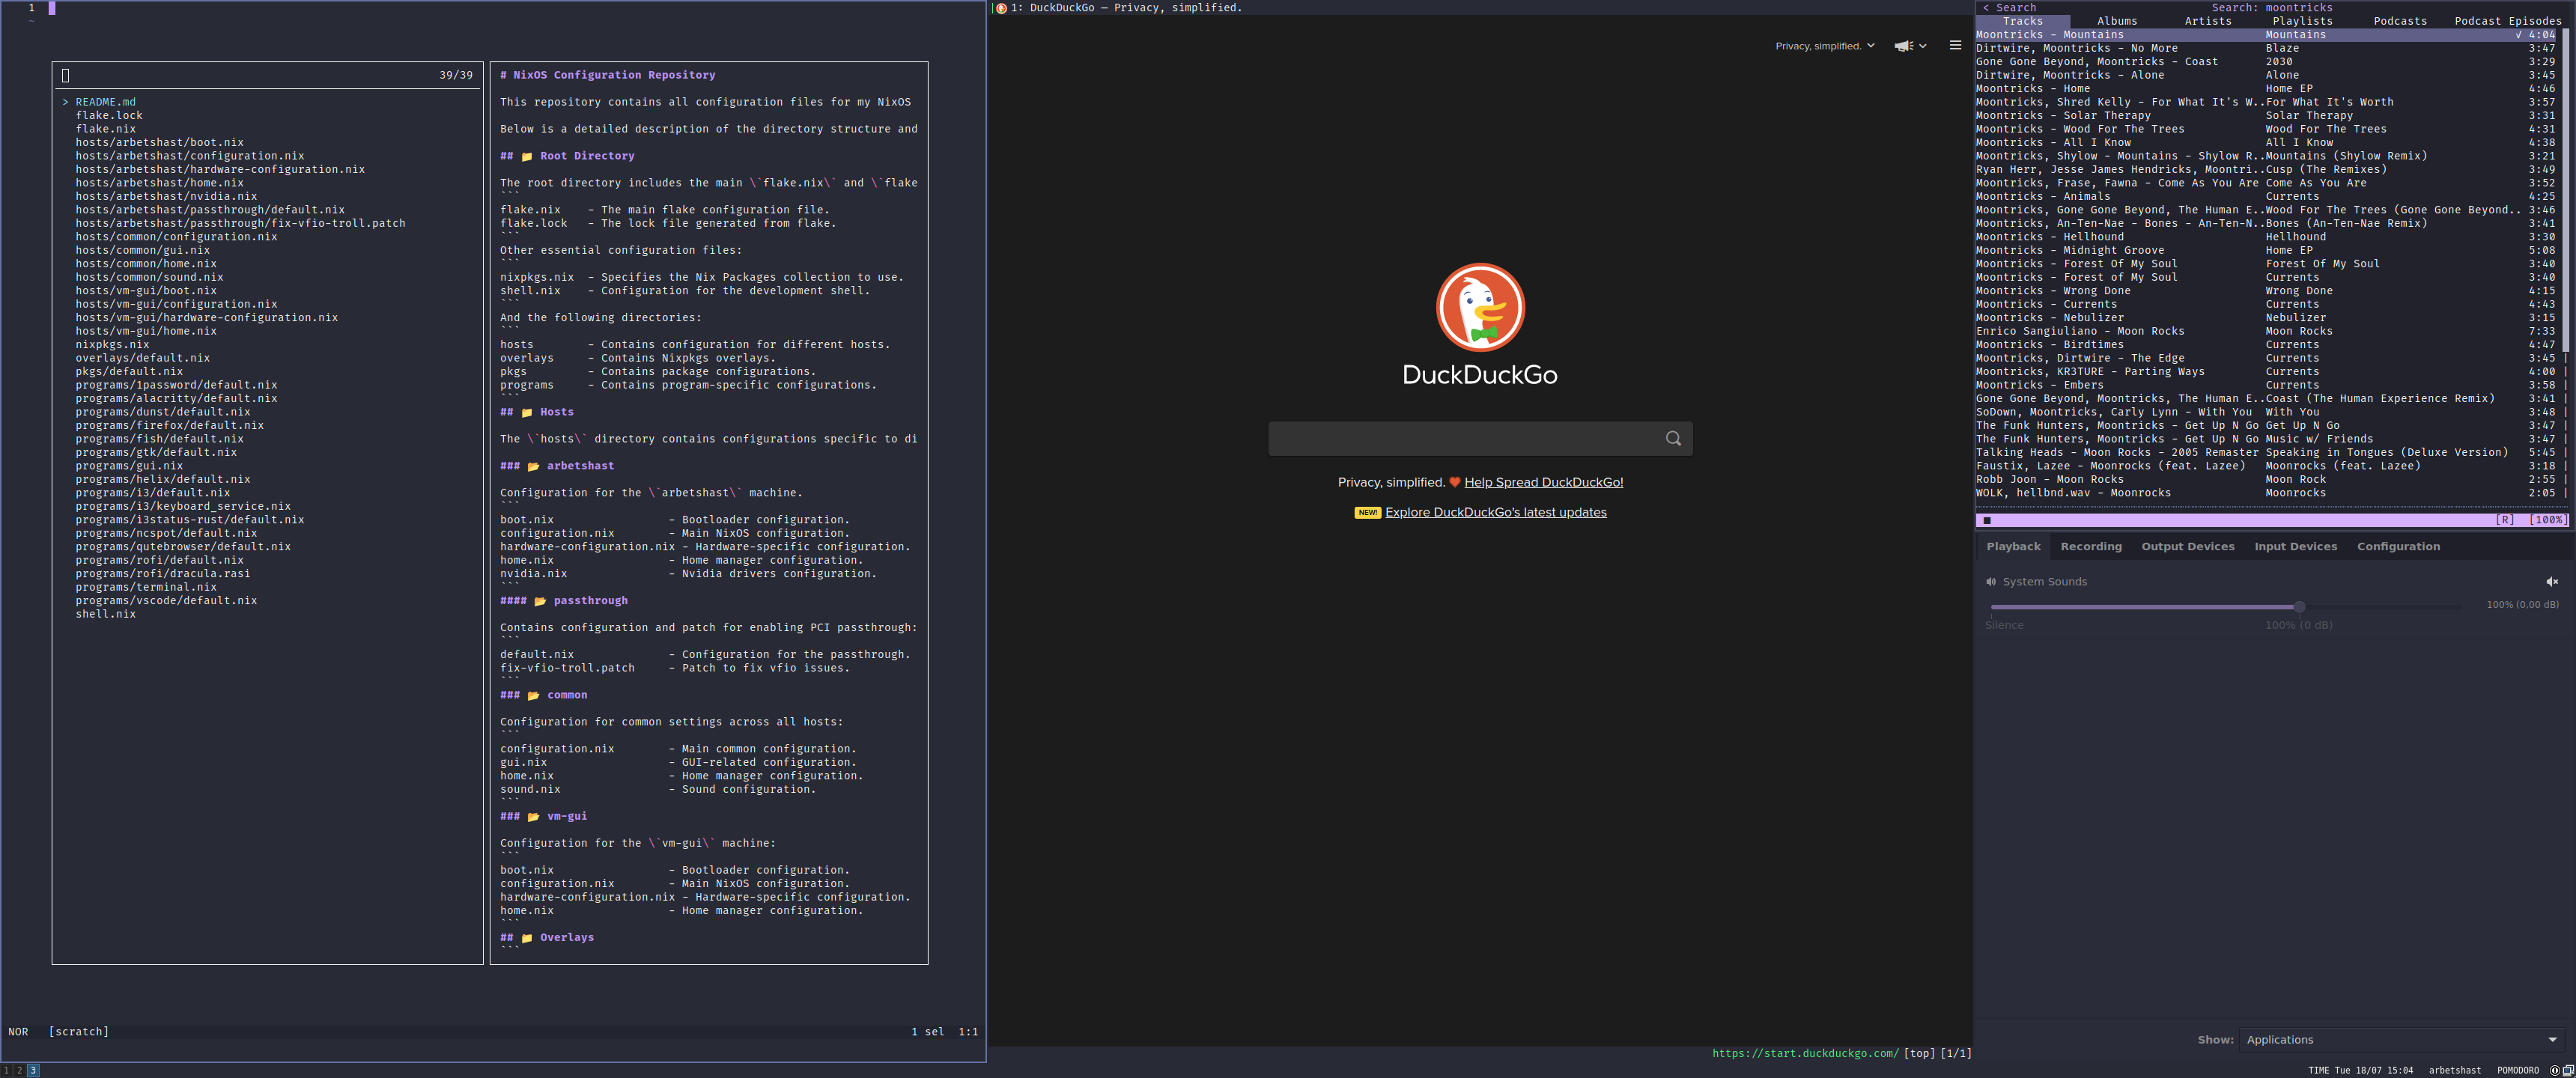 1
~
39/39
> README.md
flake.lock
flake.nix
hosts/arbetshast/boot.nix
hosts/arbetshast/configuration.nix
hosts/arbetshast/hardware-configuration.nix
hosts/arbetshast/home.nix
hosts/arbetshast/nvidia.nix
hosts/arbetshast/passthrough/default.nix
hosts/arbetshast/passthrough/fix-vfio-troll.patch
hosts/common/configuration.nix
hosts/common/gui.nix
hosts/common/home.nix
hosts/common/sound.nix
hosts/vm-gui/boot.nix
hosts/vm-gui/configuration.nix
hosts/vm-gui/hardware-configuration.nix
hosts/vm-gui/home.nix
nixpkgs.nix
overlays/default.nix
pkgs/default.nix
programs/1password/default.nix
programs/alacritty/default.nix
programs/dunst/default.nix
programs/firefox/default.nix
programs/fish/default.nix
programs/gtk/default.nix
programs/gui.nix
programs/helix/default.nix
programs/i3/default.nix
programs/i3/keyboard_service.nix
programs/i3status-rust/default.nix
programs/ncspot/default.nix
programs/qutebrowser/default.nix
programs/rofi/default.nix
programs/rofi/dracula.rasi
programs/terminal.nix
programs/vscode/default.nix
shell.nix
# NixOS Configuration Repository
This repository contains all configuration files for my NixOS
Below is a detailed description of the directory structure and
## 📁 Root Directory
The root directory includes the main \`flake.nix\` and \`flake
```
flake.nix    - The main flake configuration file.
flake.lock   - The lock file generated from flake.
```
Other essential configuration files:
```
nixpkgs.nix  - Specifies the Nix Packages collection to use.
shell.nix    - Configuration for the development shell.
```
And the following directories:
```
hosts        - Contains configuration for different hosts.
overlays     - Contains Nixpkgs overlays.
pkgs         - Contains package configurations.
programs     - Contains program-specific configurations.
```
## 📁 Hosts
The \`hosts\` directory contains configurations specific to di
### 📂 arbetshast
Configuration for the \`arbetshast\` machine.
```
boot.nix                 - Bootloader configuration.
configuration.nix        - Main NixOS configuration.
hardware-configuration.nix - Hardware-specific configuration.
home.nix                 - Home manager configuration.
nvidia.nix               - Nvidia drivers configuration.
```
#### 📂 passthrough
Contains configuration and patch for enabling PCI passthrough:
```
default.nix              - Configuration for the passthrough.
fix-vfio-troll.patch     - Patch to fix vfio issues.
```
### 📂 common
Configuration for common settings across all hosts:
```
configuration.nix        - Main common configuration.
gui.nix                  - GUI-related configuration.
home.nix                 - Home manager configuration.
sound.nix                - Sound configuration.
```
### 📂 vm-gui
Configuration for the \`vm-gui\` machine:
```
boot.nix                 - Bootloader configuration.
configuration.nix        - Main NixOS configuration.
hardware-configuration.nix - Hardware-specific configuration.
home.nix                 - Home manager configuration.
```
## 📁 Overlays
```
NOR [scratch] 1 sel 1:1
1: DuckDuckGo — Privacy, simplified.
Privacy, simplified.
DuckDuckGo
Privacy, simplified. ❤ Help Spread DuckDuckGo!
NEW! Explore DuckDuckGo's latest updates
https://start.duckduckgo.com/ [top] [1/1]
< Search Search: moontricks
Tracks Albums Artists Playlists Podcasts Podcast Episodes
Moontricks - Mountains Mountains √ 4:04
Dirtwire, Moontricks - No More Blaze 3:47
Gone Gone Beyond, Moontricks - Coast 2030 3:29
Dirtwire, Moontricks - Alone Alone 3:45
Moontricks - Home Home EP 4:46
Moontricks, Shred Kelly - For What It's W..For What It's Worth 3:57
Moontricks - Solar Therapy Solar Therapy 3:31
Moontricks - Wood For The Trees Wood For The Trees 4:31
Moontricks - All I Know All I Know 4:38
Moontricks, Shylow - Mountains - Shylow R..Mountains (Shylow Remix) 3:21
Ryan Herr, Jesse James Hendricks, Moontri..Cusp (The Remixes) 3:49
Moontricks, Frase, Fawna - Come As You Are Come As You Are 3:52
Moontricks - Animals Currents 4:25
Moontricks, Gone Gone Beyond, The Human E..Wood For The Trees (Gone Gone Beyond.. 3:46
Moontricks, An-Ten-Nae - Bones - An-Ten-N..Bones (An-Ten-Nae Remix) 3:41
Moontricks - Hellhound Hellhound 3:30
Moontricks - Midnight Groove Home EP 5:08
Moontricks - Forest Of My Soul Forest Of My Soul 3:40
Moontricks - Forest of My Soul Currents 3:40
Moontricks - Wrong Done Wrong Done 4:15
Moontricks - Currents Currents 4:43
Moontricks - Nebulizer Nebulizer 3:15
Enrico Sangiuliano - Moon Rocks Moon Rocks 7:33
Moontricks - Birdtimes Currents 4:47
Moontricks, Dirtwire - The Edge Currents 3:45 |
Moontricks, KR3TURE - Parting Ways Currents 4:00 |
Moontricks - Embers Currents 3:58 |
Gone Gone Beyond, Moontricks, The Human E..Coast (The Human Experience Remix) 3:41 |
SoDown, Moontricks, Carly Lynn - With You With You 3:48 |
The Funk Hunters, Moontricks - Get Up N Go Get Up N Go 3:47 |
The Funk Hunters, Moontricks - Get Up N Go Music w/ Friends 3:47 |
Talking Heads - Moon Rocks - 2005 Remaster Speaking in Tongues (Deluxe Version) 5:45 |
Faustix, Lazee - Moonrocks (feat. Lazee) Moonrocks (feat. Lazee) 3:18 |
Robb Joon - Moon Rocks Moon Rock 2:55 |
WOLK, hellbnd.wav - Moonrocks Moonrocks 2:05 |
[R] [100%]
Playback Recording Output Devices Input Devices Configuration
System Sounds
100% (0,00 dB)
Silence 100% (0 dB)
Show: Applications
1 2 3
TIME Tue 18/07 15:04 arbetshast POMODORO